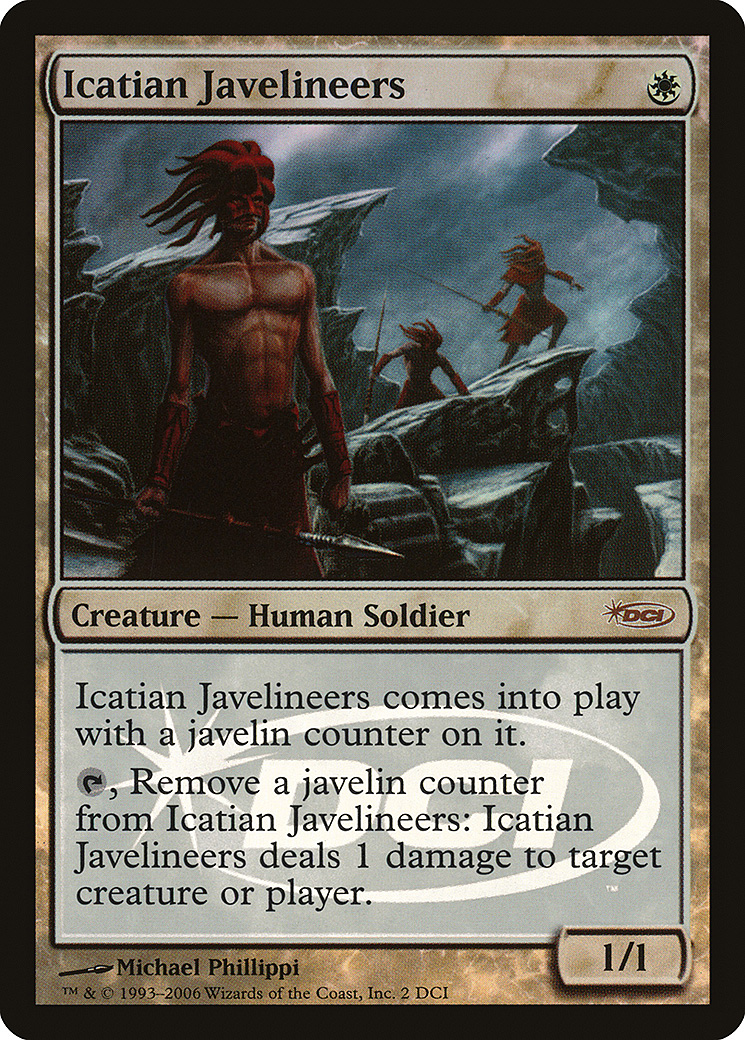 Icatian Javelineers
Creature — Human Soldier
DCI
Icatian Javelineers comes into play
with a javelin counter on it.
, Remove a javelin counter
from Icatian Javelineers: Icatian
Javelineers deals 1 damage to target
creature or player.
DCI
™
1/1
Michael Phillippi
™ & © 1993–2006 Wizards of the Coast, Inc. 2 DCI